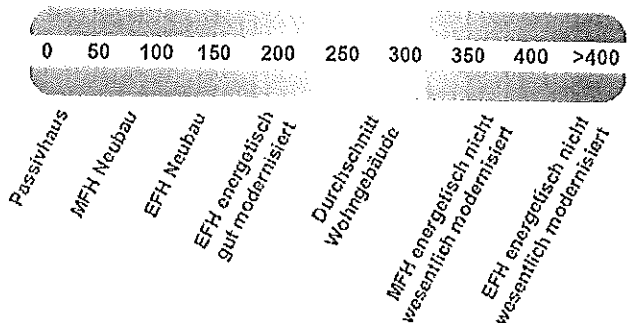 0 50 100 150 200 250 300 350 400 >400
Passivhaus
MFH Neubau
EFH Neubau
EFH energetisch
gut modernisiert
Durchschnitt
Wohngebäude
MFH energetisch nicht
wesentlich modernisiert
EFH energetisch nicht
wesentlich modernisiert